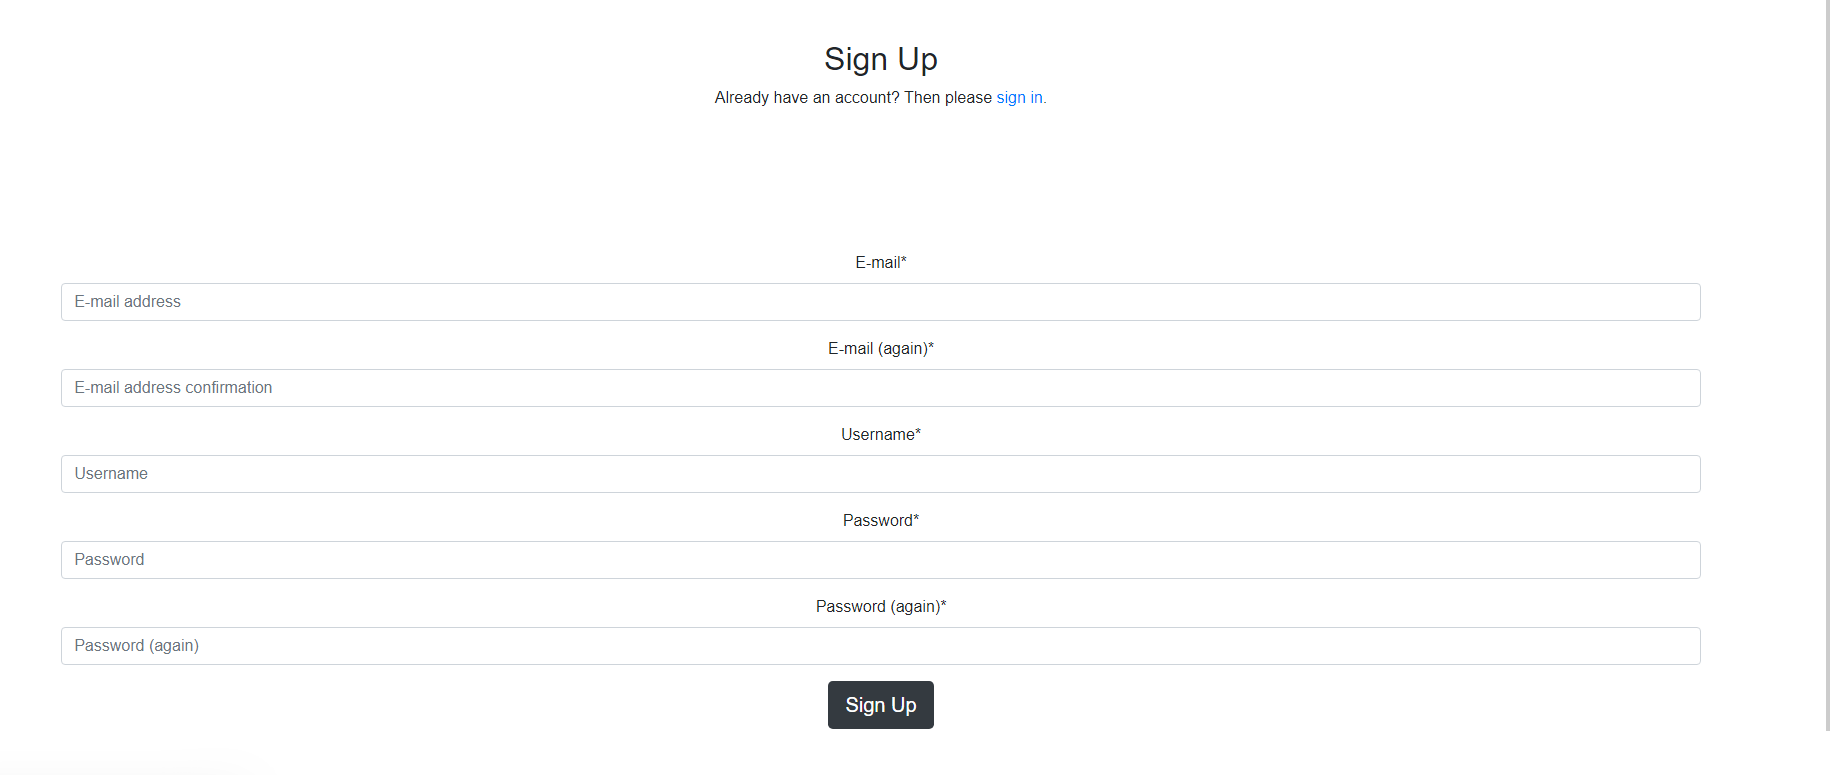 Sign Up
Already have an account? Then please sign in.
E-mail*
E-mail address
E-mail (again)*
E-mail address confirmation
Username*
Username
Password*
Password
Password (again)*
Password (again)
Sign Up